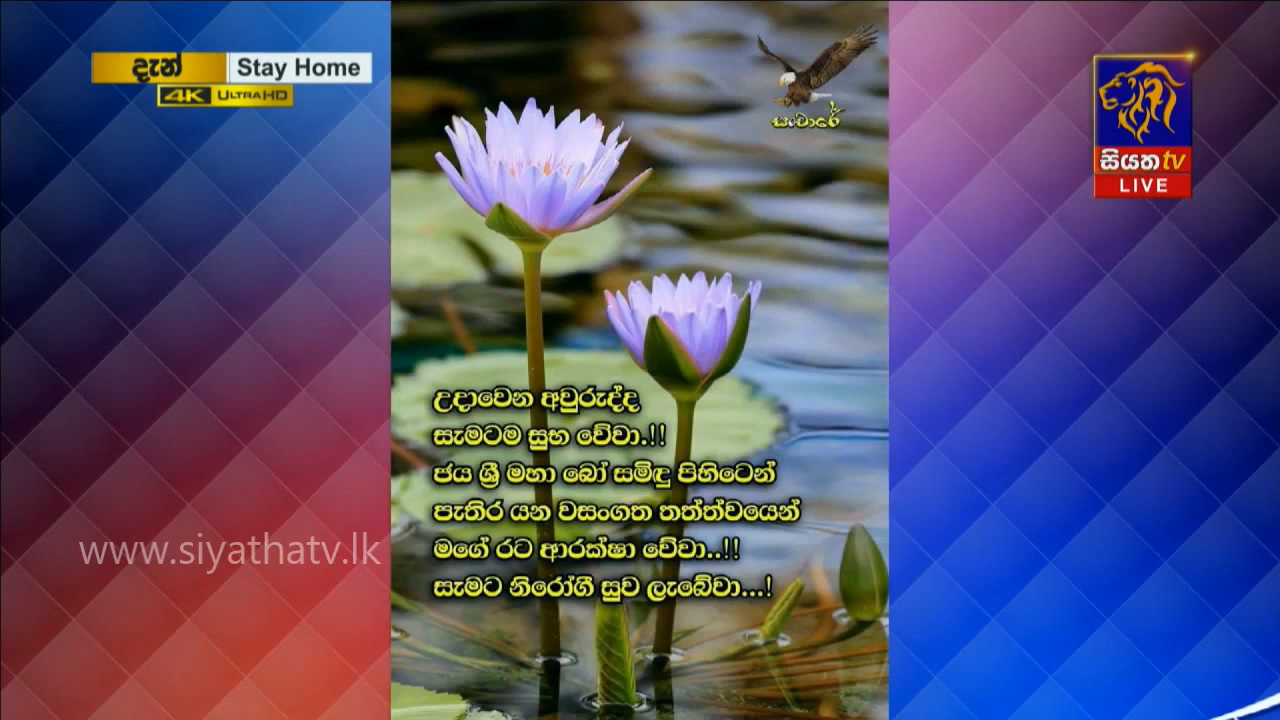 දැන් Stay Home
4K ULTRA HD
සංචාරේ
සියත tv
LIVE
උදාවෙන අවුරුද්ද
සැමටම සුභ වේවා.!!
ජය ශ්‍රී මහා බෝ සමිඳු පිහිටෙන්
පැතිර යන වසංගත තත්ත්වයෙන්
මගේ රට ආරක්ෂා වේවා..!!
සැමට නිරෝගී සුව ලැබේවා...!
www.siyathatv.lk